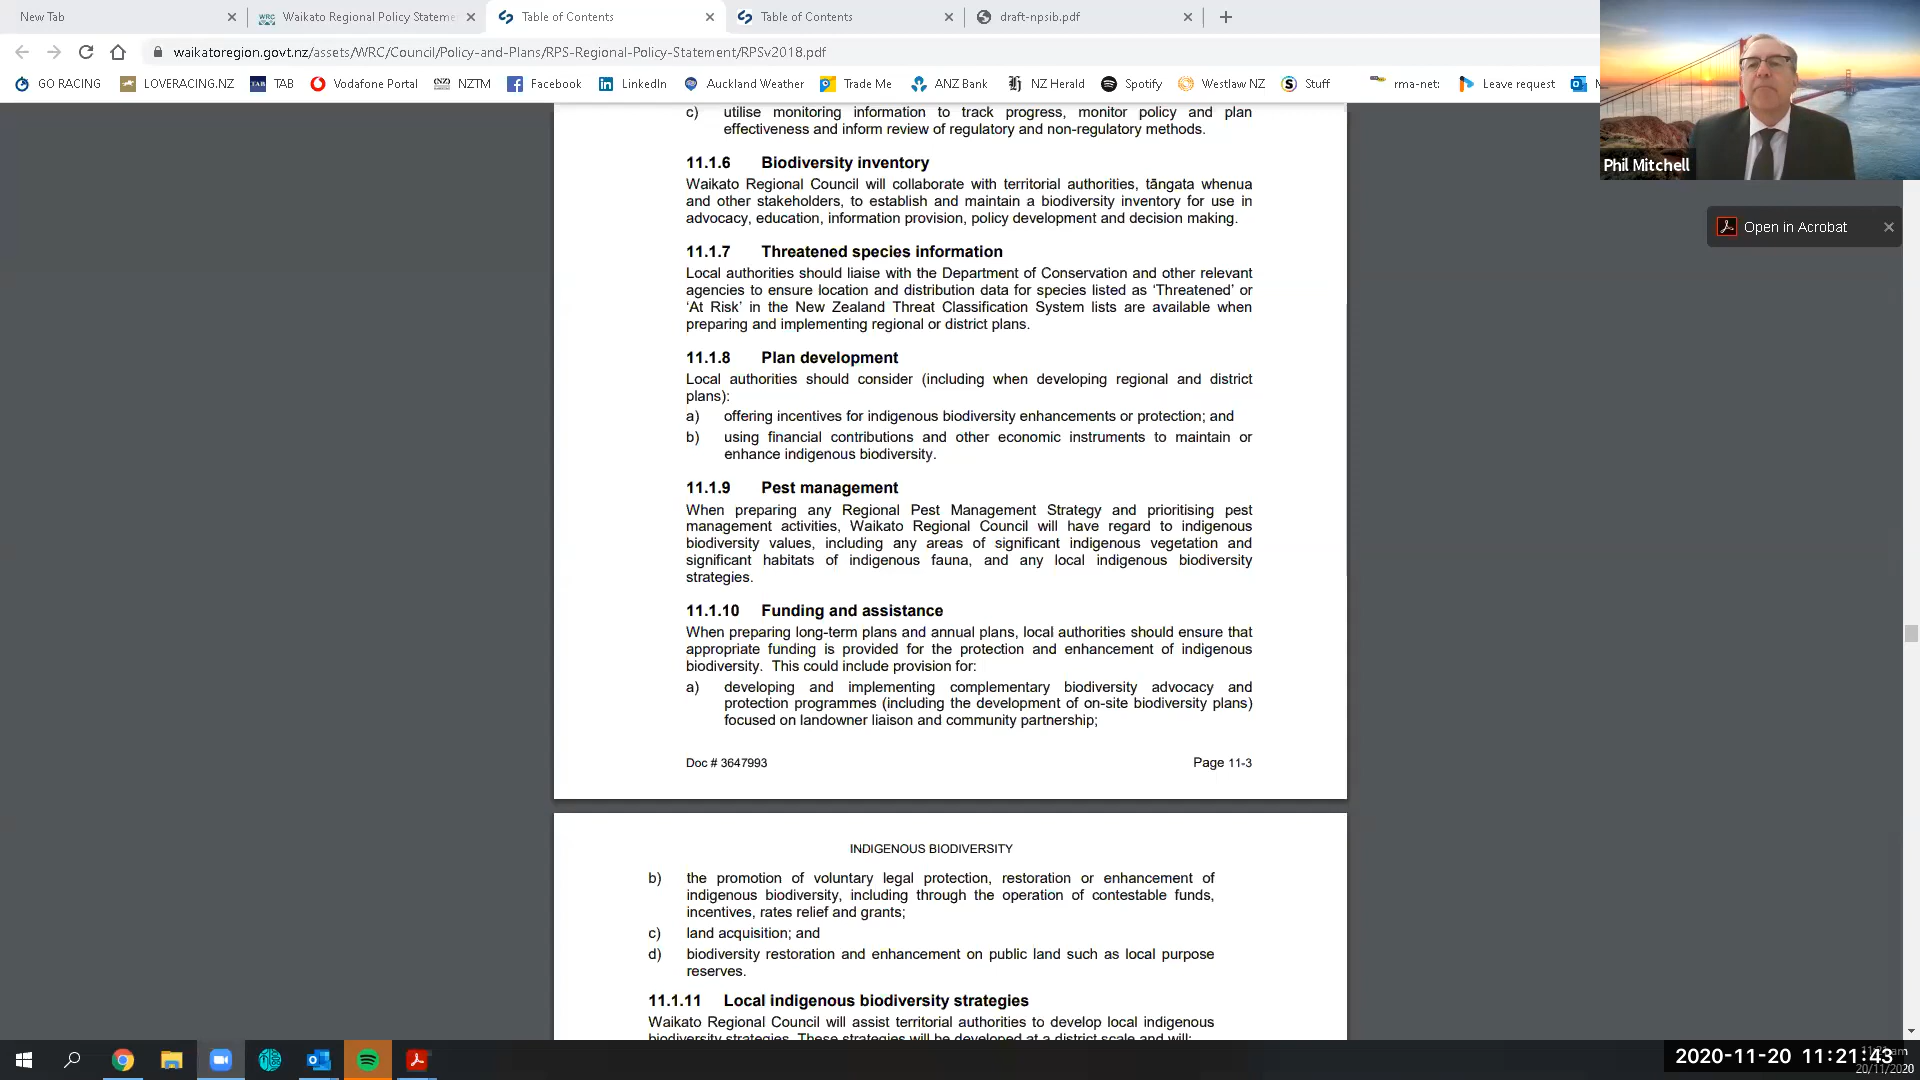 New Tab
WRC Waikato Regional Policy Stateme
Table of Contents
Table of Contents
draft-npsib.pdf
waikatoregion.govt.nz/assets/WRC/Council/Policy-and-Plans/RPS-Regional-Policy-Statement/RPSv2018.pdf
GO RACING
LOVERACING.NZ
TAB TAB
Vodafone Portal
NZTM
Facebook
LinkedIn
Auckland Weather
Trade Me
ANZ Bank
NZ Herald
Spotify
Westlaw NZ
Stuff
rma-net:
Leave request
Phil Mitchell
Open in Acrobat
c) utilise monitoring information to track progress, monitor policy and plan
effectiveness and inform review of regulatory and non-regulatory methods.
11.1.6 Biodiversity inventory
Waikato Regional Council will collaborate with territorial authorities, tāngata whenua
and other stakeholders, to establish and maintain a biodiversity inventory for use in
advocacy, education, information provision, policy development and decision making.
11.1.7 Threatened species information
Local authorities should liaise with the Department of Conservation and other relevant
agencies to ensure location and distribution data for species listed as ‘Threatened’ or
‘At Risk’ in the New Zealand Threat Classification System lists are available when
preparing and implementing regional or district plans.
11.1.8 Plan development
Local authorities should consider (including when developing regional and district
plans):
a) offering incentives for indigenous biodiversity enhancements or protection; and
b) using financial contributions and other economic instruments to maintain or
enhance indigenous biodiversity.
11.1.9 Pest management
When preparing any Regional Pest Management Strategy and prioritising pest
management activities, Waikato Regional Council will have regard to indigenous
biodiversity values, including any areas of significant indigenous vegetation and
significant habitats of indigenous fauna, and any local indigenous biodiversity
strategies.
11.1.10 Funding and assistance
When preparing long-term plans and annual plans, local authorities should ensure that
appropriate funding is provided for the protection and enhancement of indigenous
biodiversity. This could include provision for:
a) developing and implementing complementary biodiversity advocacy and
protection programmes (including the development of on-site biodiversity plans)
focused on landowner liaison and community partnership;
Doc # 3647993 Page 11-3
INDIGENOUS BIODIVERSITY
b) the promotion of voluntary legal protection, restoration or enhancement of
indigenous biodiversity, including through the operation of contestable funds,
incentives, rates relief and grants;
c) land acquisition; and
d) biodiversity restoration and enhancement on public land such as local purpose
reserves.
11.1.11 Local indigenous biodiversity strategies
Waikato Regional Council will assist territorial authorities to develop local indigenous
biodiversity strategies. These strategies will be developed at a district scale and will:
2020-11-20 11:21:43
20/11/2020